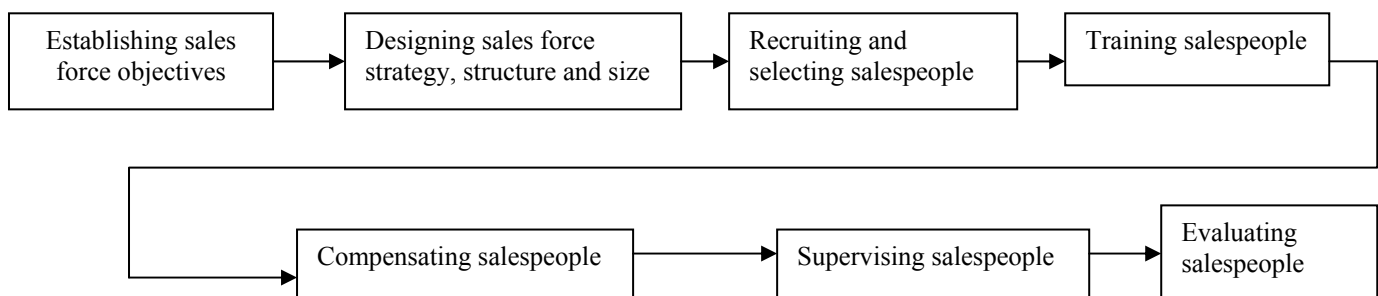 Establishing sales
force objectives
Designing sales force
strategy, structure and size
Recruiting and
selecting salespeople
Training salespeople
Compensating salespeople
Supervising salespeople
Evaluating
salespeople